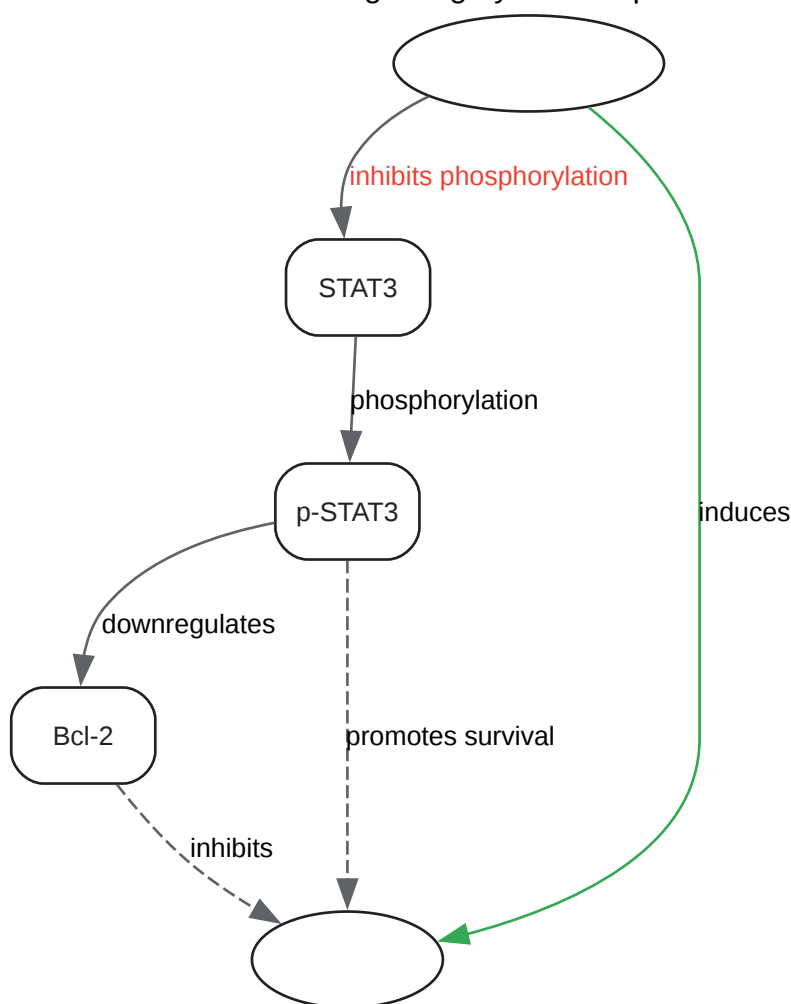 inhibits phosphorylation
STAT3
phosphorylation
p-STAT3
induces
downregulates
Bcl-2
promotes survival
inhibits